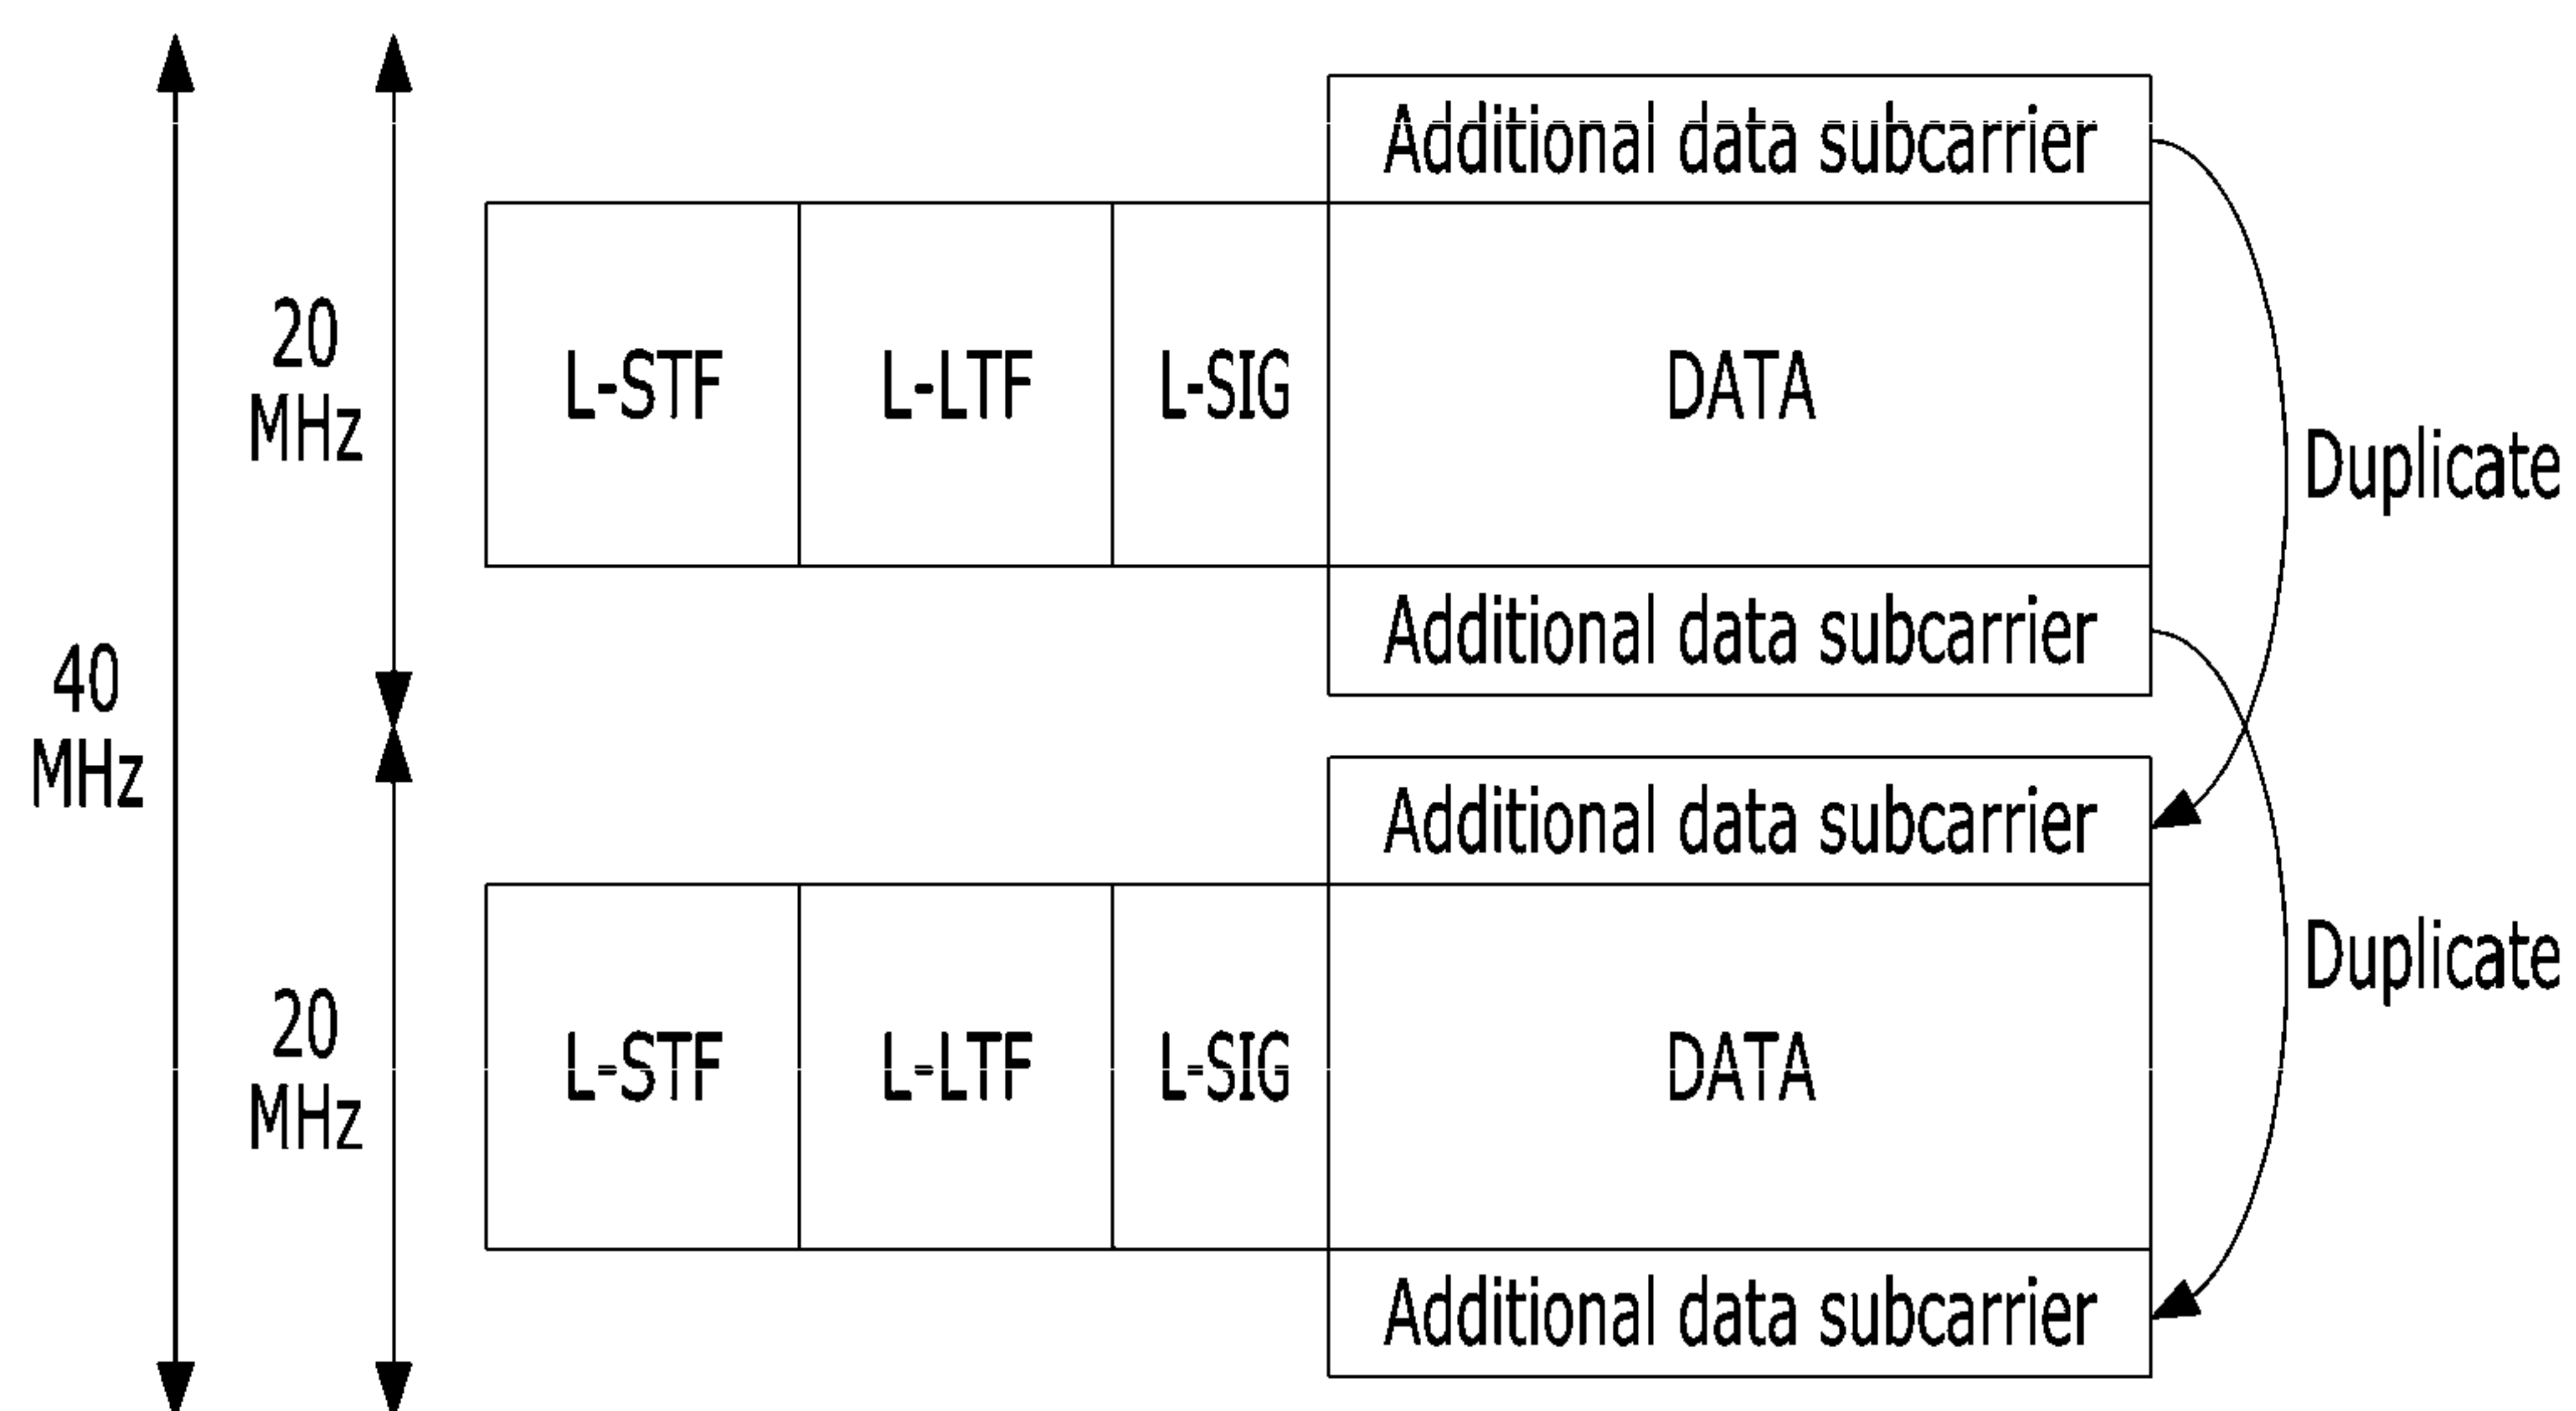 Additional data subcarrier
20
MHz
L-STF
L-LTF
L-SIG
DATA
Duplicate
Additional data subcarrier
40
MHz
Additional data subcarrier
20
MHz
L-STF
L-LTF
L-SIG
DATA
Duplicate
Additional data subcarrier